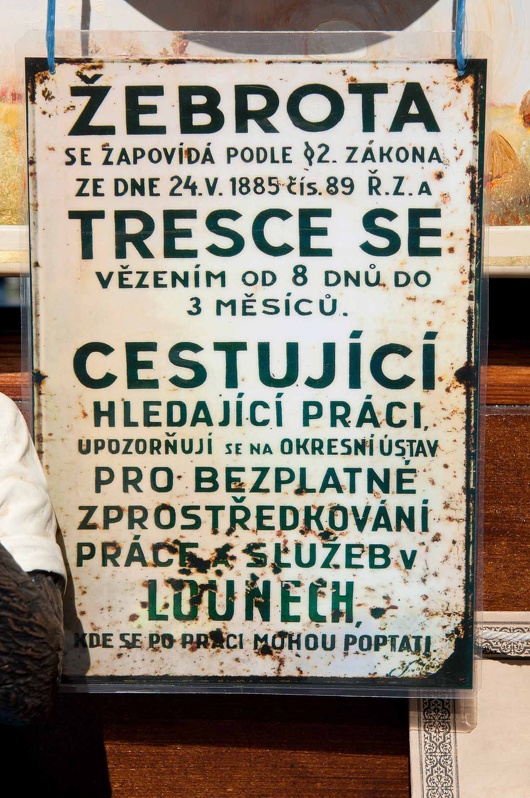 ŽEBROTA
SE ZAPOVÍDÁ PODLE §2. ZÁKONA
ZE DNE 24.V. 1885 čís.89 Ř.Z. A
TRESCE SE
VĚZENÍM OD 8 DNŮ DO
3 MĚSÍCŮ.
CESTUJÍCÍ
HLEDAJÍCÍ PRÁCI,
UPOZORŇUJÍ SE NA OKRESNÍ ÚSTAV
PRO BEZPLATNÉ
ZPROSTŘEDKOVÁNÍ
PRÁCE A SLUŽEB V
LOUNECH,
KDE SE PO PRÁCI MOHOU POPTATI